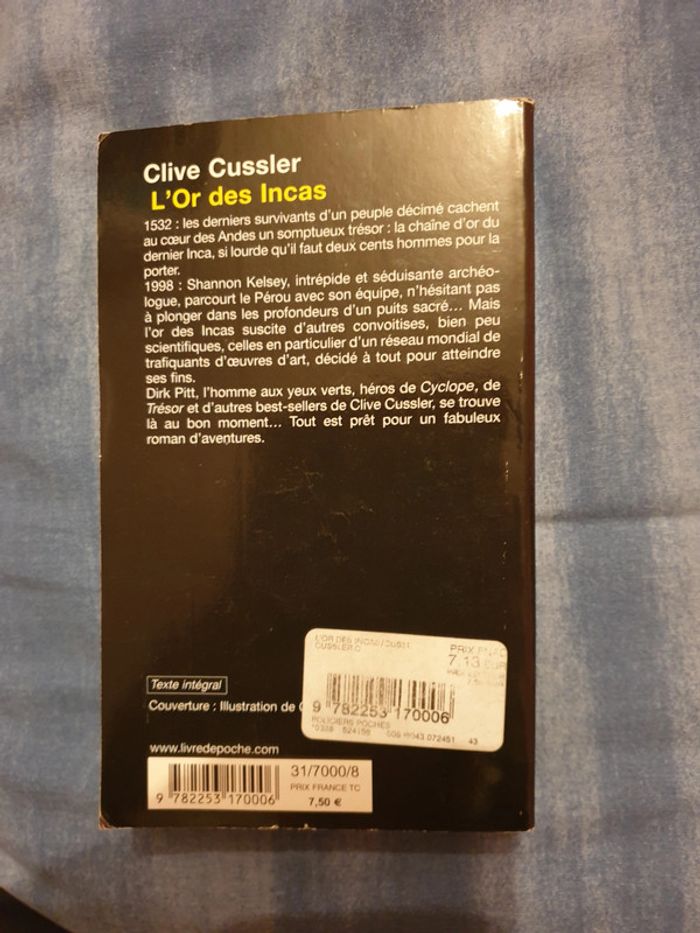 Clive Cussler
L'Or des Incas
1532 : les derniers survivants d'un peuple décimé cachent
au cœur des Andes un somptueux trésor : la chaîne d'or du
dernier Inca, si lourde qu'il faut deux cents hommes pour la
porter.
1998 : Shannon Kelsey, intrépide et séduisante archéo-
logue, parcourt le Pérou avec son équipe, n'hésitant pas
à plonger dans les profondeurs d'un puits sacré... Mais
l'or des Incas suscite d'autres convoitises, bien peu
scientifiques, celles en particulier d'un réseau mondial de
trafiquants d'œuvres d'art, décidé à tout pour atteindre
ses fins.
Dirk Pitt, l'homme aux yeux verts, héros de Cyclope, de
Trésor et d'autres best-sellers de Clive Cussler, se trouve
là au bon moment... Tout est prêt pour un fabuleux
roman d'aventures.
L'OR DES INCAS
CUSSLER.C
PRIX FNAC
7,13 EUR
9 782253 170006
POLICIERS POCHES
43
Texte intégral
Couverture : Illustration de
www.livredepoche.com
31/7000/8
PRIX FRANCE TC
7,50 €
9 782253 170006